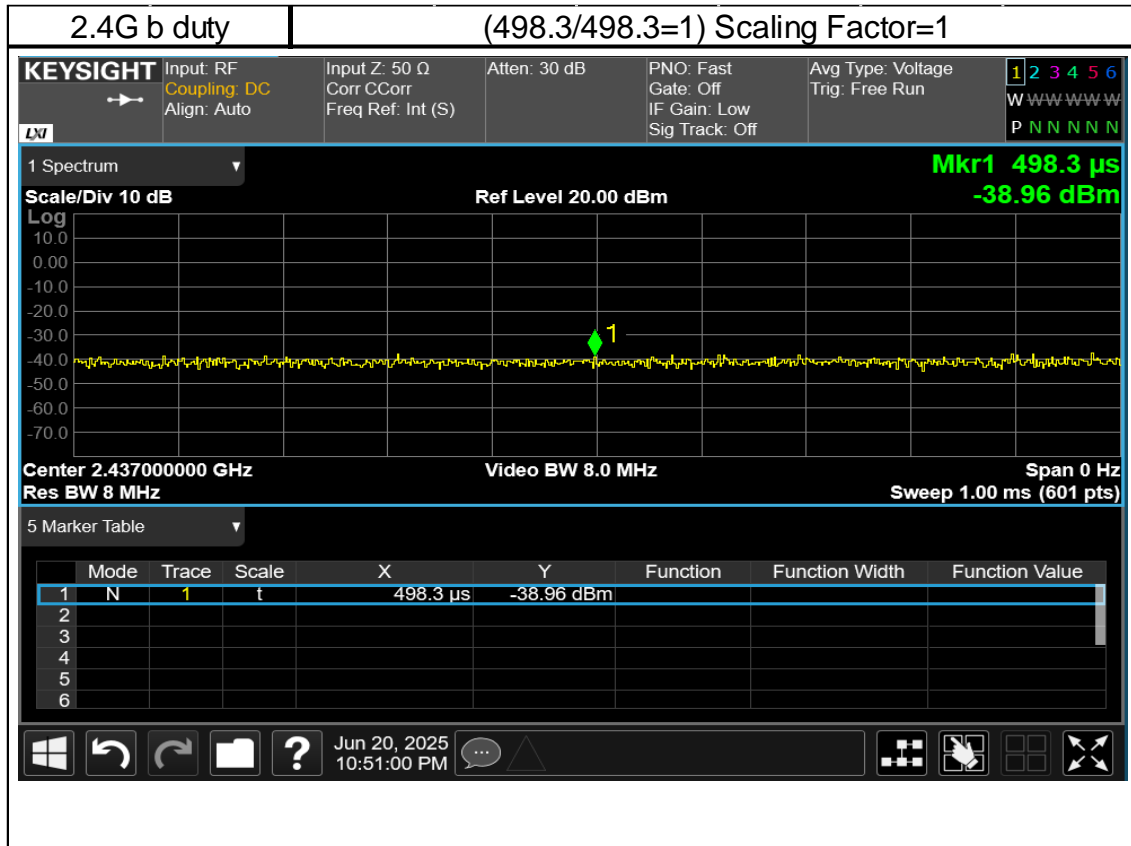 2.4G b duty (498.3/498.3=1) Scaling Factor=1
KEYSIGHT Input: RF Input Z: 50 Ω Atten: 30 dB PNO: Fast Avg Type: Voltage 1 2 3 4 5 6
Coupling: DC Corr CCorr Gate: Off Trig: Free Run
Align: Auto Freq Ref: Int (S) IF Gain: Low W W W W W W
LXI Sig Track: Off P N N N N N
1 Spectrum Mkr1 498.3 µs
Scale/Div 10 dB Ref Level 20.00 dBm -38.96 dBm
Log
10.0
0.00
-10.0
-20.0
-30.0 1
-40.0
-50.0
-60.0
-70.0
Center 2.437000000 GHz Video BW 8.0 MHz Span 0 Hz
Res BW 8 MHz Sweep 1.00 ms (601 pts)
5 Marker Table
Mode Trace Scale X Y Function Function Width Function Value
1 N 1 t 498.3 µs -38.96 dBm
2
3
4
5
6
? Jun 20, 2025
10:51:00 PM